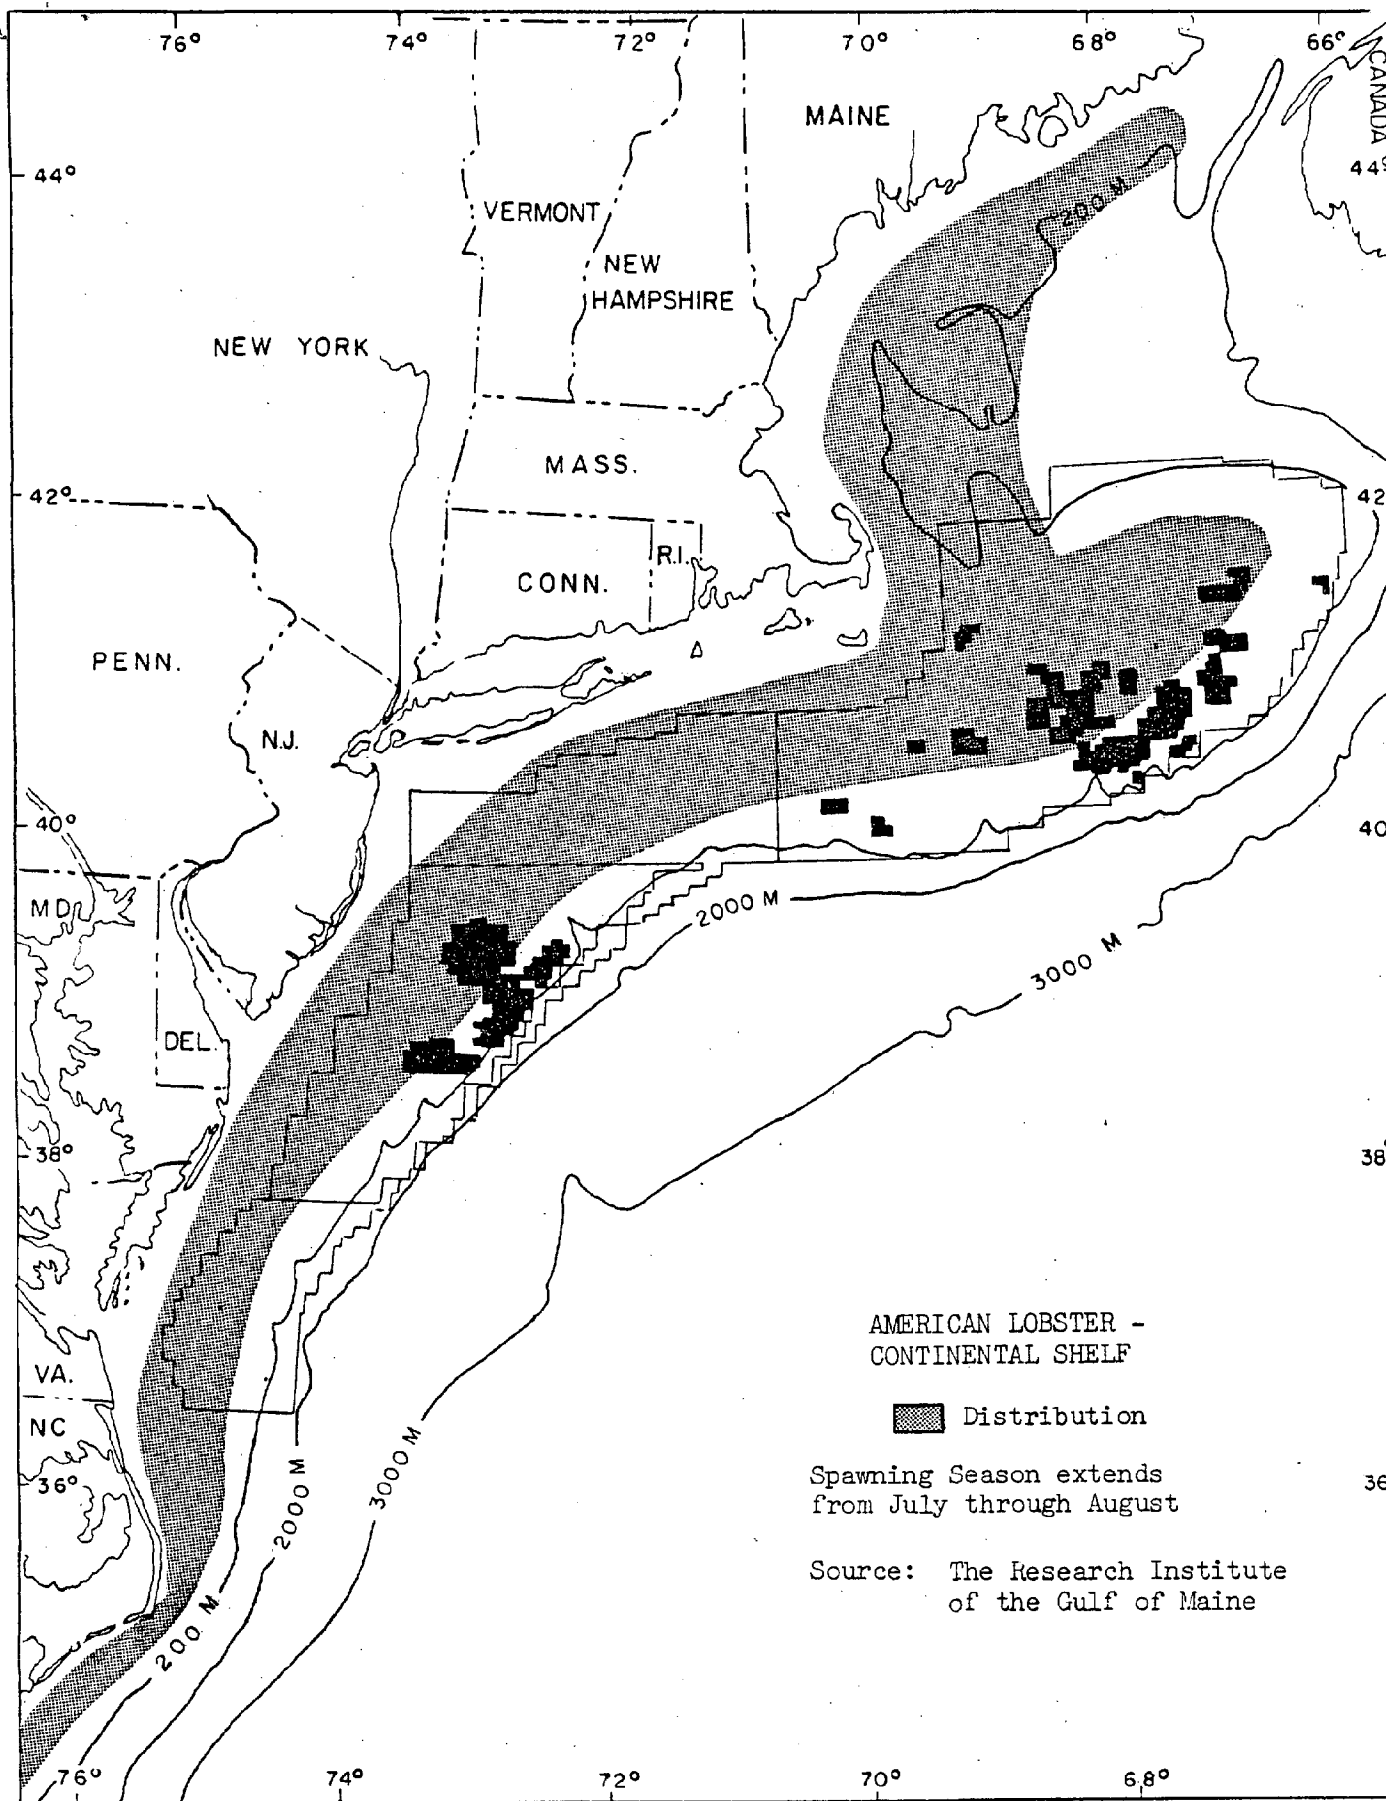 76° 74° 72° 70° 68° 66°
CANADA
MAINE
44° 44°
VERMONT
200 M
NEW
HAMPSHIRE
NEW YORK
MASS.
42° 42
R.I.
CONN.
PENN.
N.J.
40° 40
MD.
2000 M
3000 M
DEL.
38° 38°
AMERICAN LOBSTER -
CONTINENTAL SHELF
VA.
Distribution
NC
3000 M
Spawning Season extends
from July through August
36° 36
2000 M
Source: The Research Institute
of the Gulf of Maine
200 M
76° 74° 72° 70° 68°